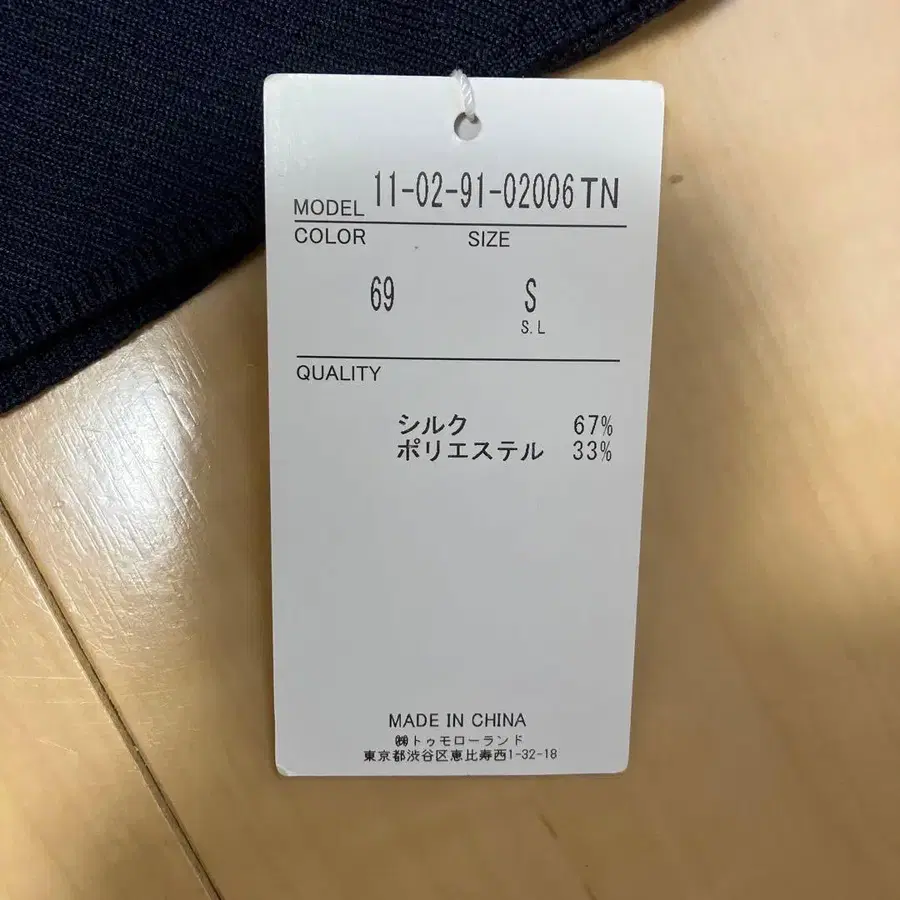 MODEL 11-02-91-02006 TN
COLOR SIZE
69 S
S.L
QUALITY
シルク 67%
ポリエステル 33%
MADE IN CHINA
㈱トゥモローランド
東京都渋谷区恵比寿西1-32-18